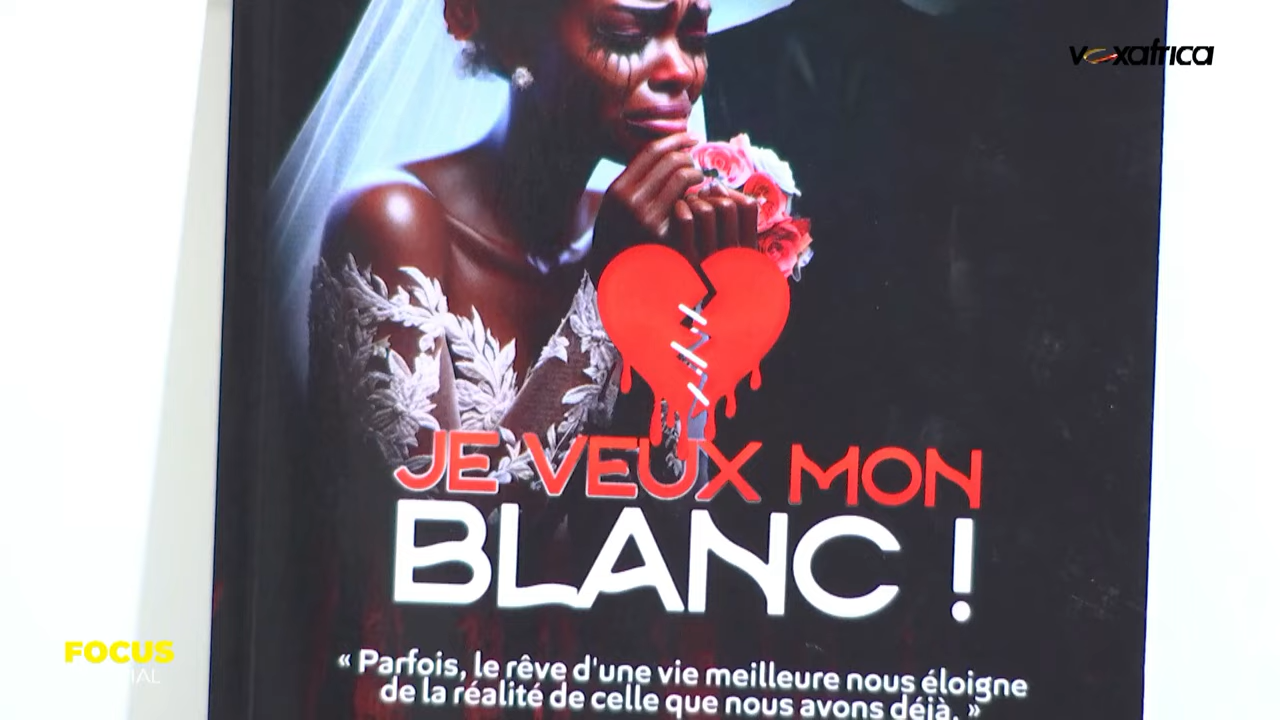 voxafrica
JE VEUX MON
BLANC !
« Parfois, le rêve d'une vie meilleure nous éloigne
de la réalité de celle que nous avons déjà. »
FOCUS